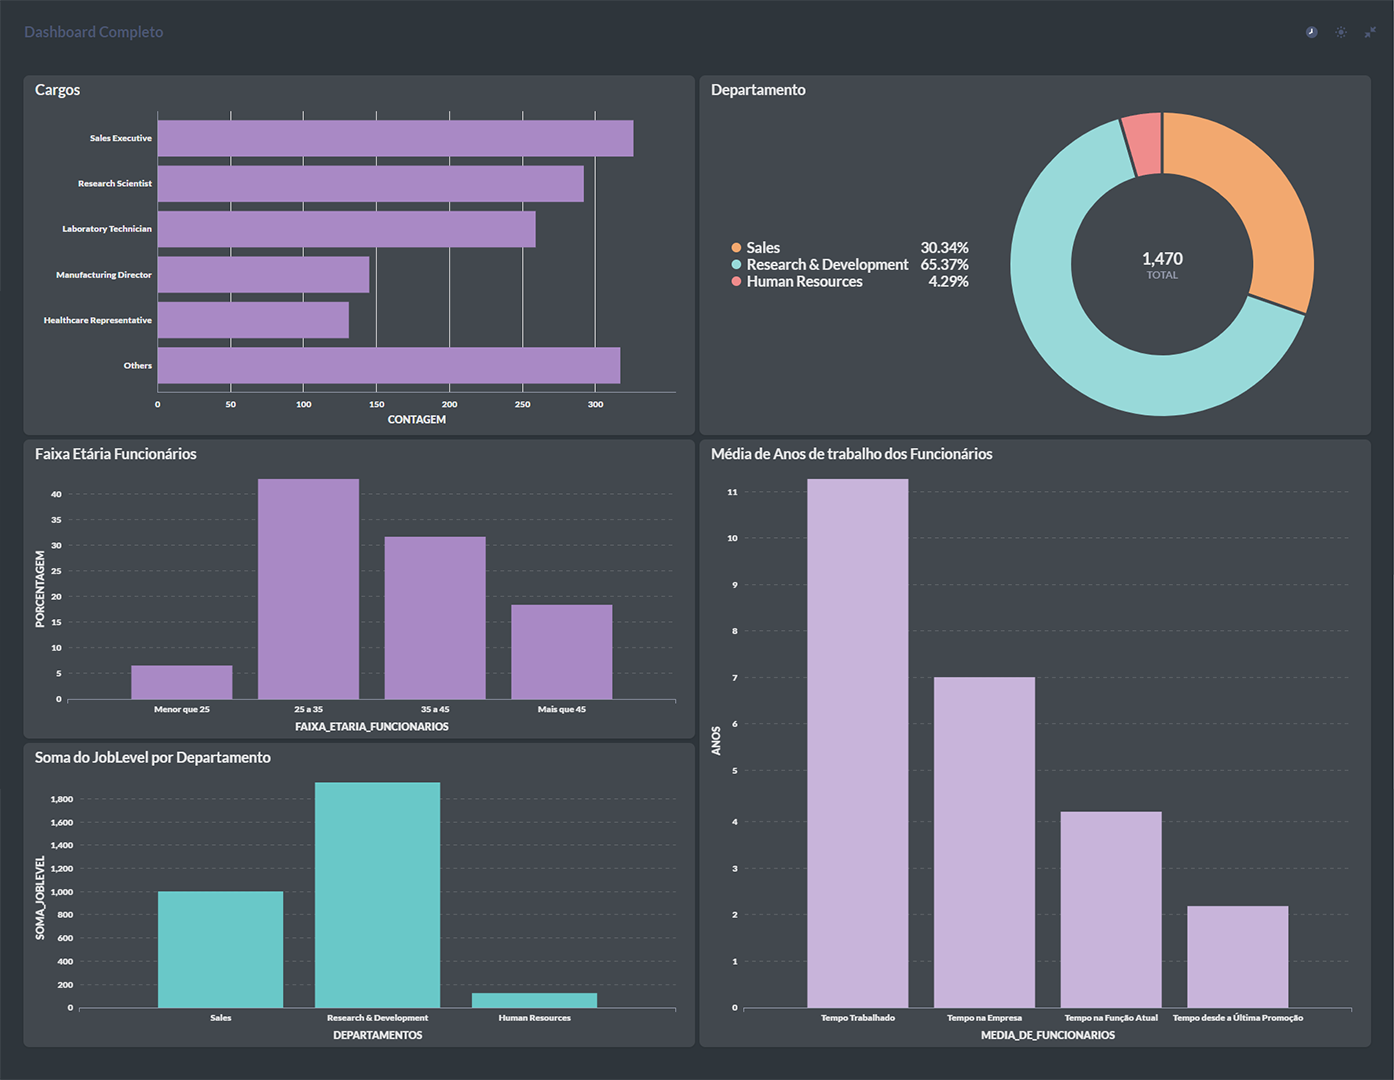 Dashboard Completo
Cargos
Sales Executive
Research Scientist
Laboratory Technician
Manufacturing Director
Healthcare Representative
Others
0 50 100 150 200 250 300
CONTAGEM
Departamento
Sales 30.34%
Research & Development 65.37%
Human Resources 4.29%
1,470
TOTAL
Faixa Etária Funcionários
40
35
30
25
20
15
10
5
0
PORCENTAGEM
Menor que 25 25 a 35 35 a 45 Mais que 45
FAIXA_ETARIA_FUNCIONARIOS
Soma do JobLevel por Departamento
1,800
1,600
1,400
1,200
1,000
800
600
400
200
0
SOMA_JOBLEVEL
Sales Research & Development Human Resources
DEPARTAMENTOS
Média de Anos de trabalho dos Funcionários
11
10
9
8
7
6
5
4
3
2
1
0
ANOS
Tempo Trabalhado Tempo na Empresa Tempo na Função Atual Tempo desde a Última Promoção
MEDIA_DE_FUNCIONARIOS